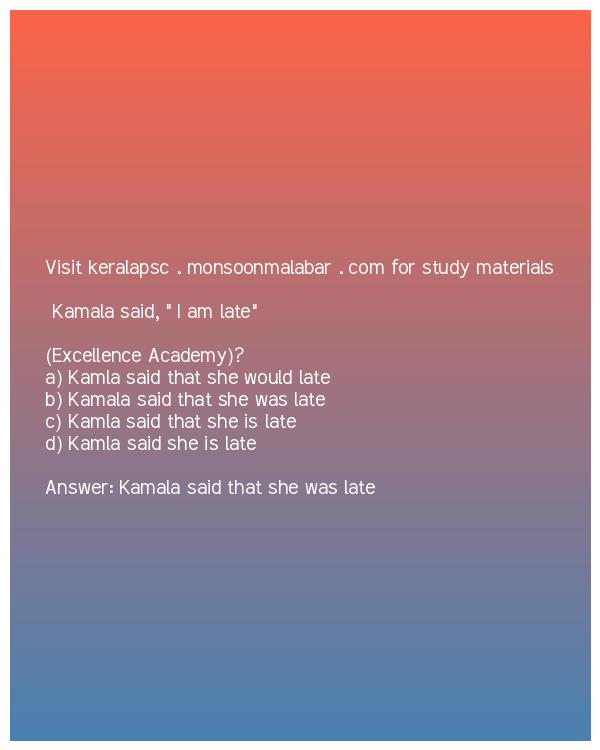 Visit keralapsc . monsoonmalabar . com for study materials
Kamala said, " I am late"
(Excellence Academy)?
a) Kamla said that she would late
b) Kamala said that she was late
c) Kamla said that she is late
d) Kamla said she is late
Answer: Kamala said that she was late